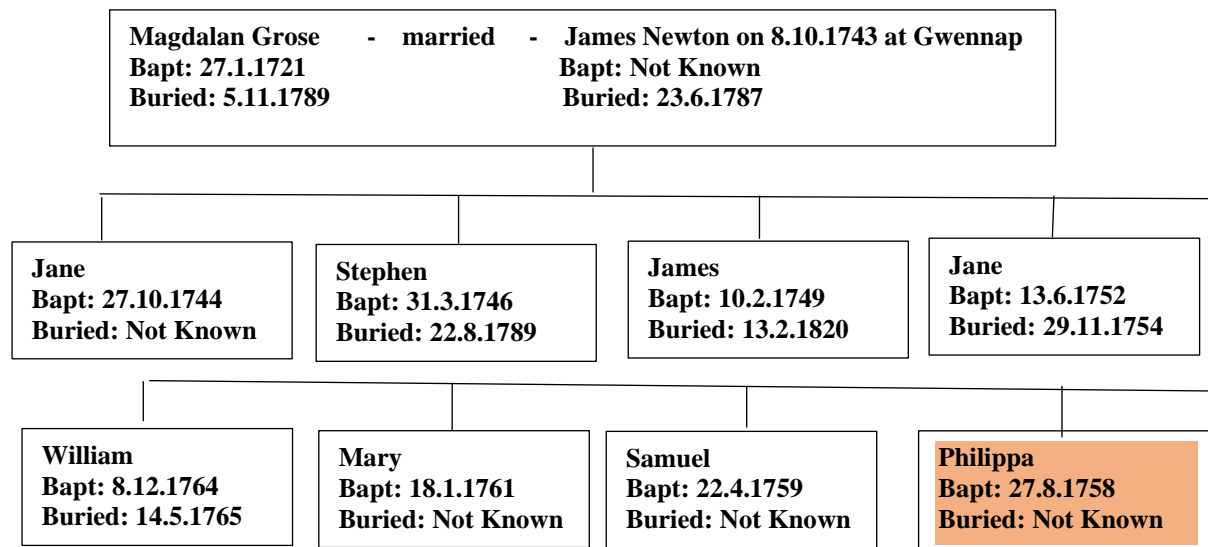 Magdalan Grose - married - James Newton on 8.10.1743 at Gwennap
Bapt: 27.1.1721 Bapt: Not Known
Buried: 5.11.1789 Buried: 23.6.1787
Jane
Bapt: 27.10.1744
Buried: Not Known
Stephen
Bapt: 31.3.1746
Buried: 22.8.1789
James
Bapt: 10.2.1749
Buried: 13.2.1820
Jane
Bapt: 13.6.1752
Buried: 29.11.1754
William
Bapt: 8.12.1764
Buried: 14.5.1765
Mary
Bapt: 18.1.1761
Buried: Not Known
Samuel
Bapt: 22.4.1759
Buried: Not Known
Philippa
Bapt: 27.8.1758
Buried: Not Known